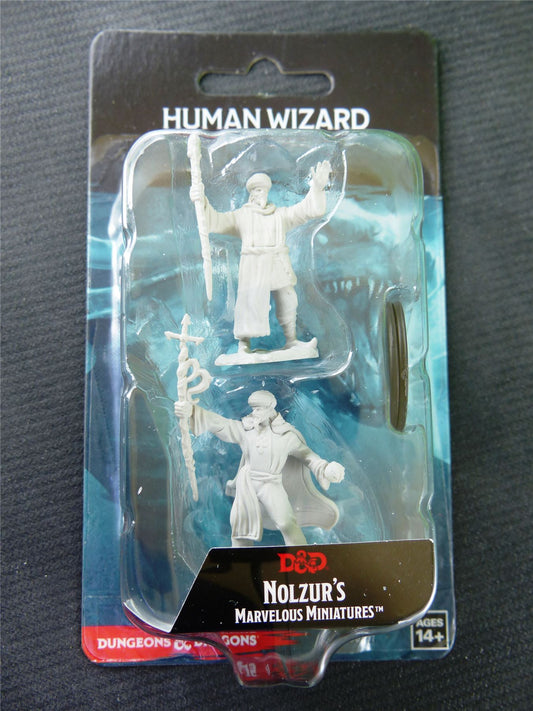 HUMAN WIZARD
D&D
NOLZUR'S
MARVELOUS MINIATURES™
DUNGEONS & DRAGONS
AGES
14+